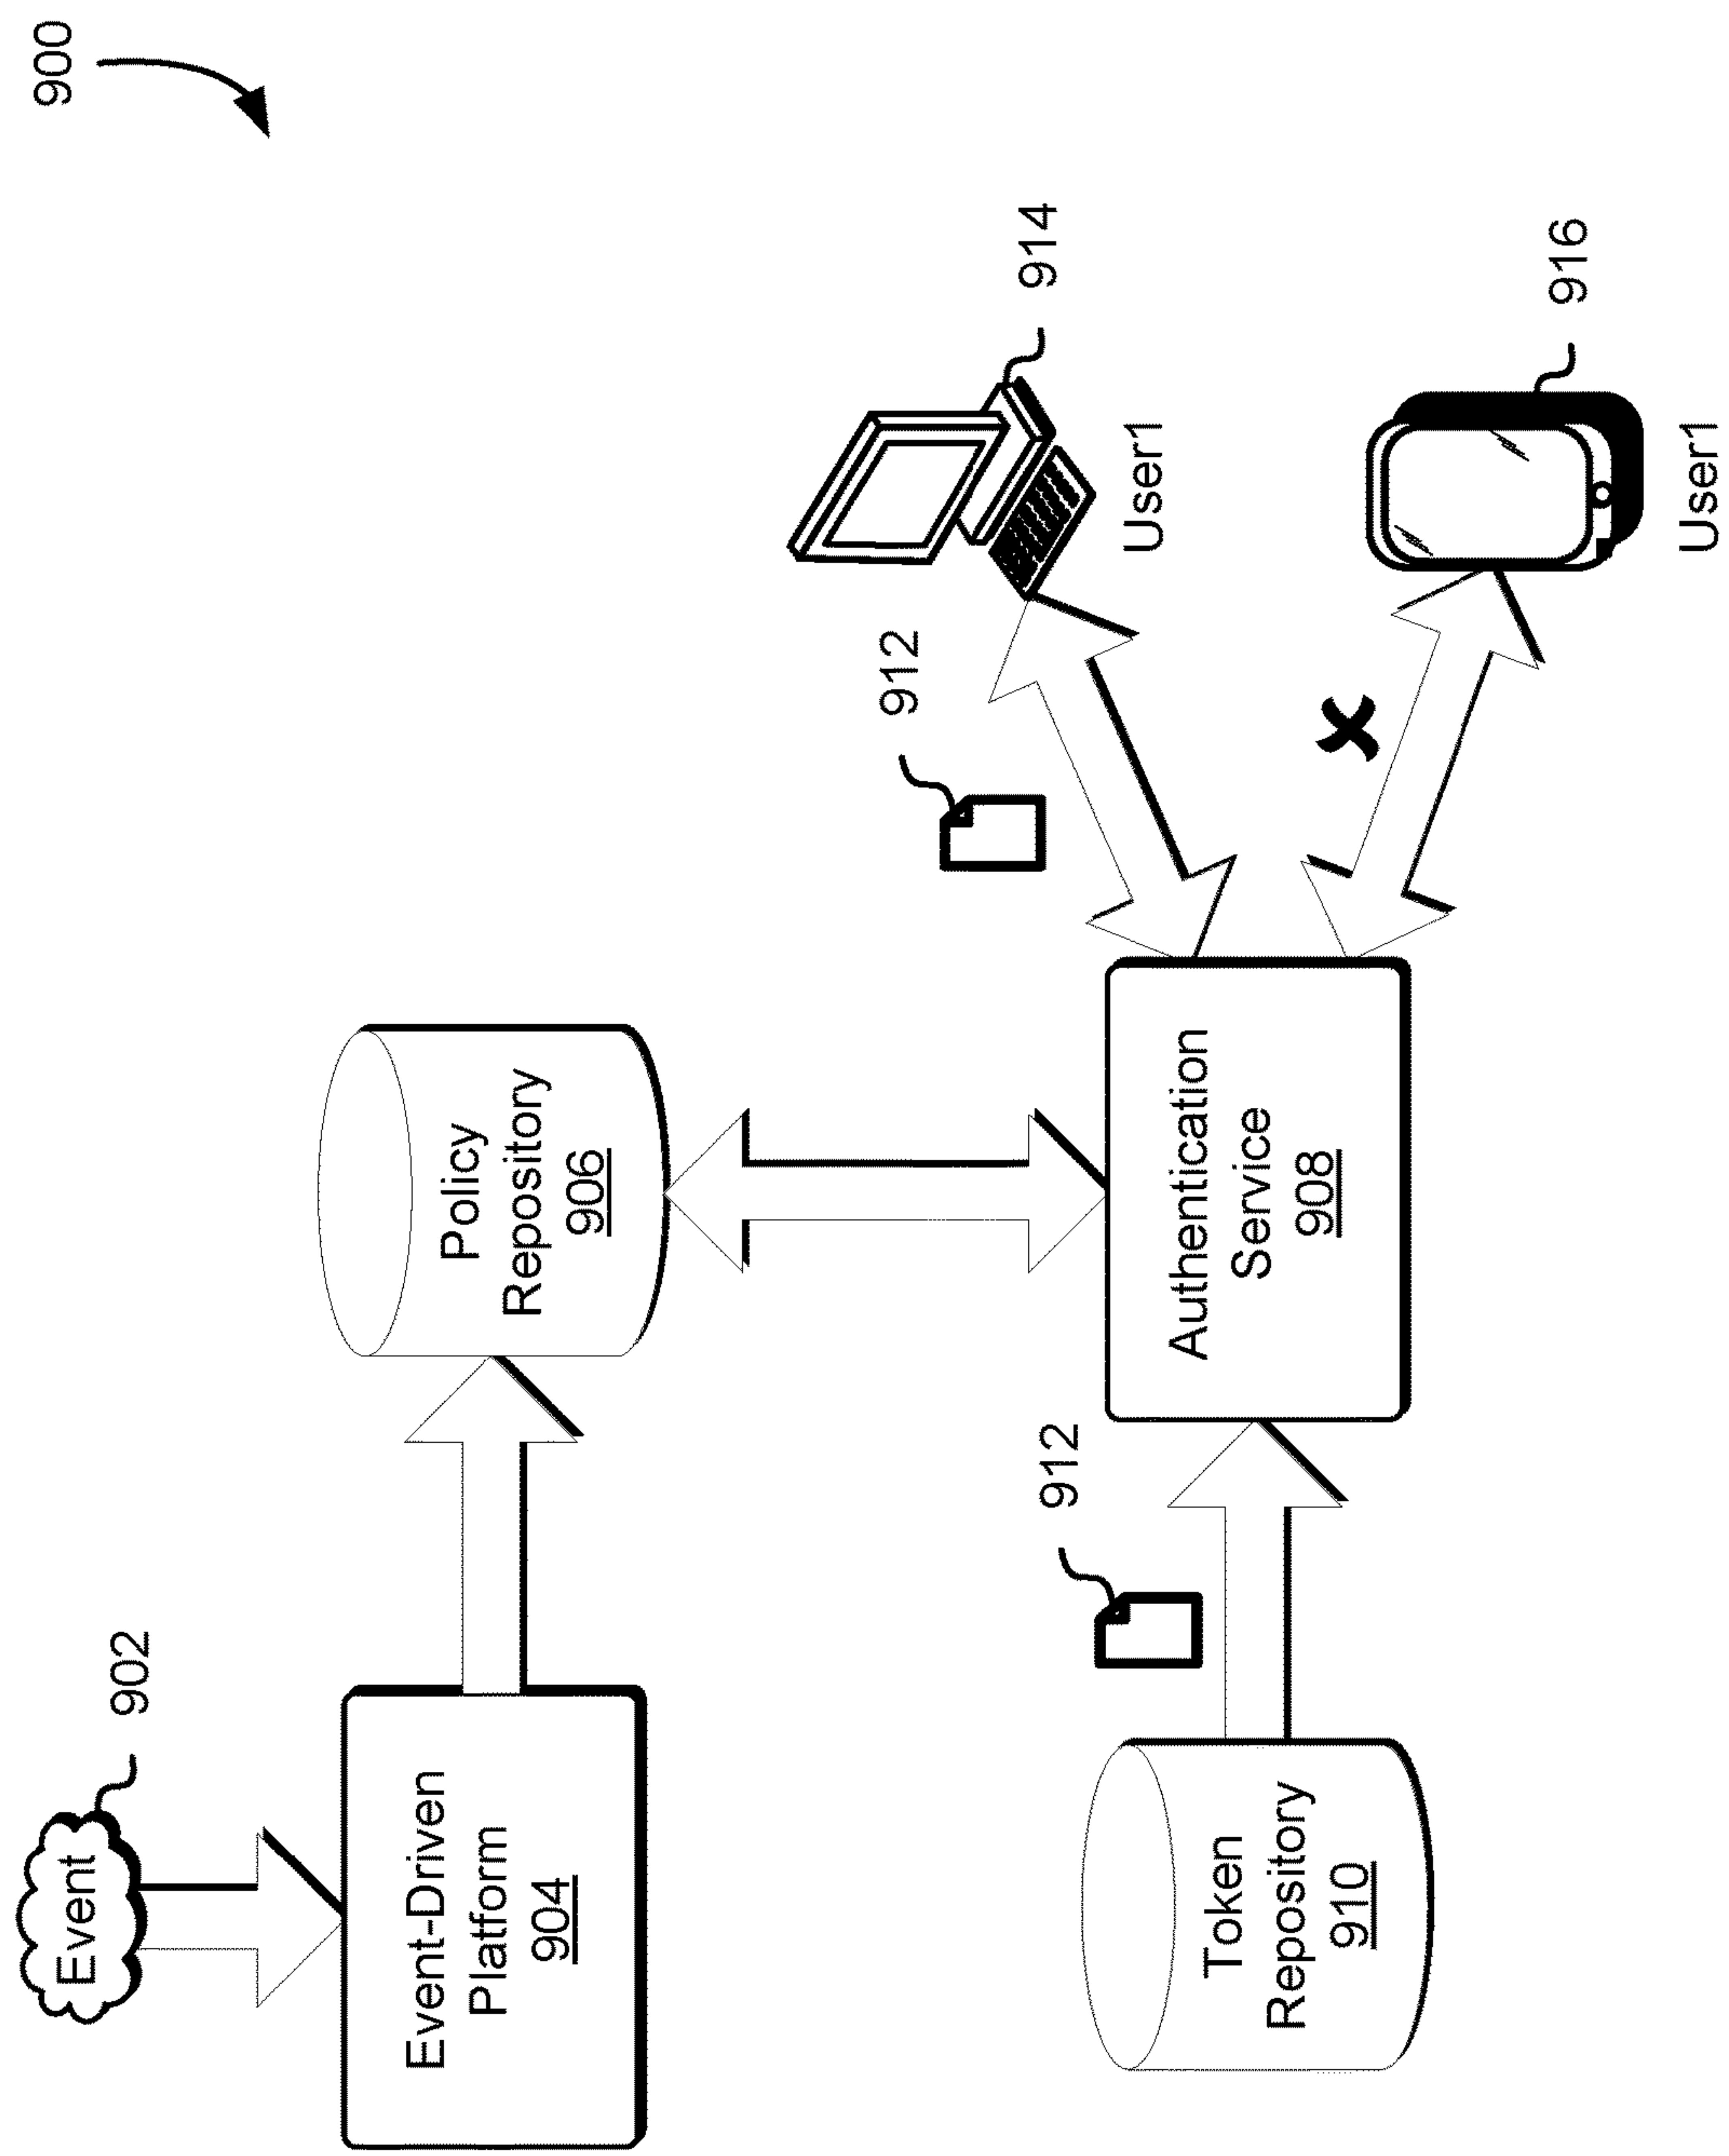 900
Event
902
Event-Driven
Platform
904
Policy
Repository
906
912
914
User1
Token
Repository
910
912
Authentication
Service
908
916
User1